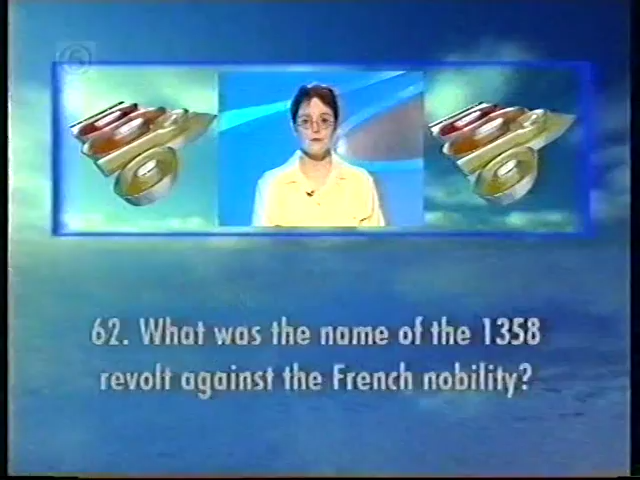 62. What was the name of the 1358
revolt against the French nobility?